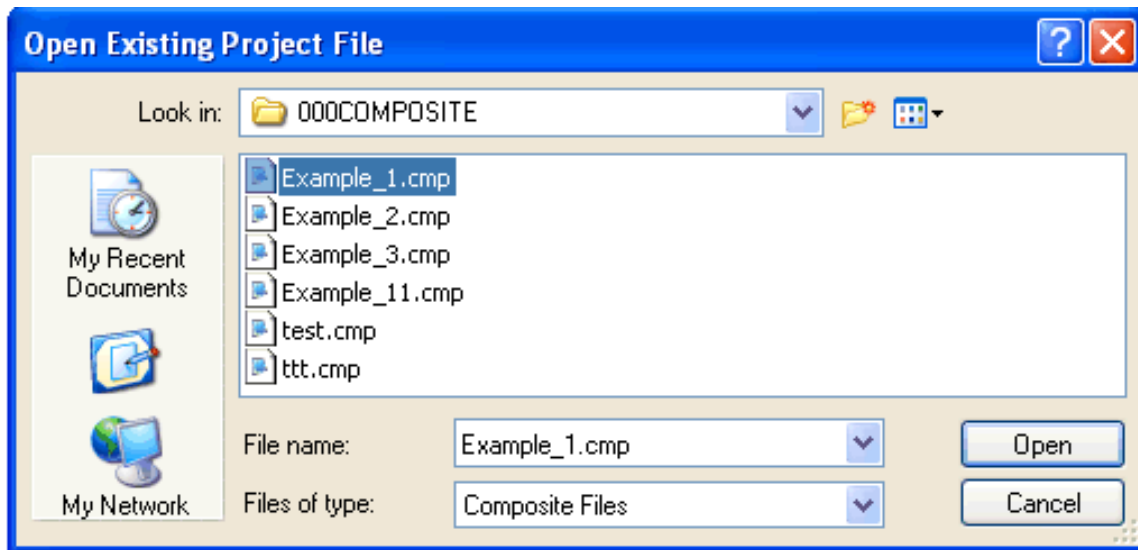 Open Existing Project File
Look in: 000COMPOSITE
Example_1.cmp
Example_2.cmp
Example_3.cmp
Example_11.cmp
test.cmp
ttt.cmp
My Recent
Documents
My Network
File name: Example_1.cmp Open
Files of type: Composite Files Cancel